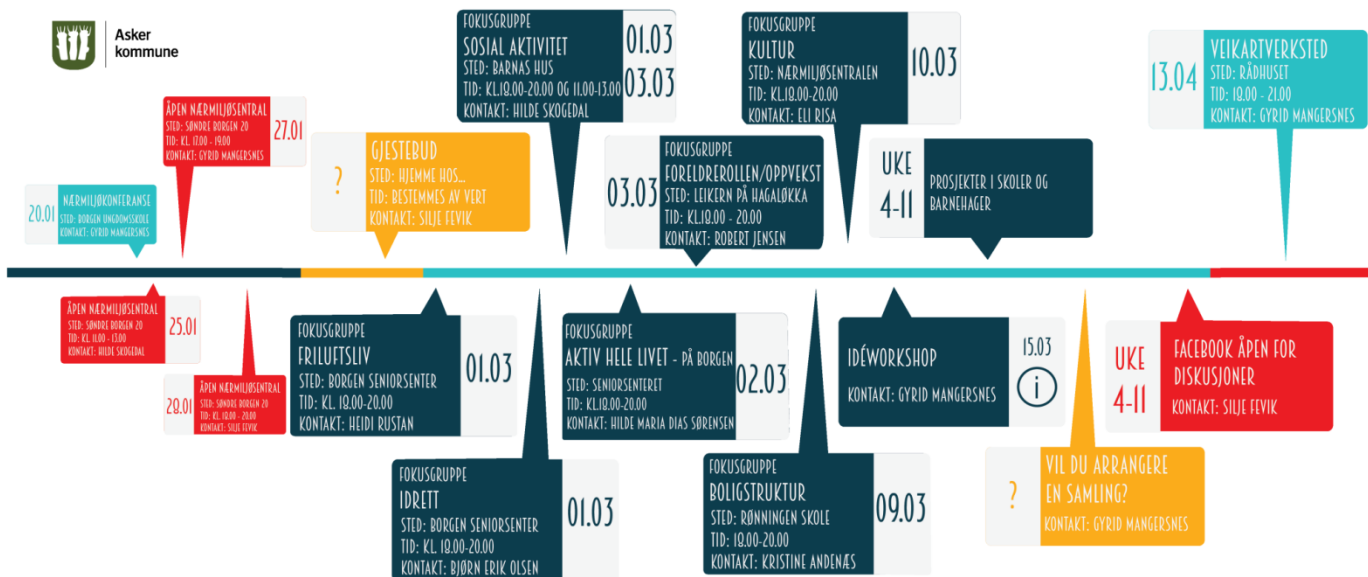 Asker
kommune
20.01
NÆRMILJØKONFERANSE
STED: BORGEN UNGDOMSSKOLE
KONTAKT: GYRID MANGERSNES
ÅPEN NÆRMILJØSENTRAL
STED: SØNDRE BORGEN 20
TID: KL. 17.00 - 19.00
KONTAKT: GYRID MANGERSNES
27.01
?
GJESTEBUD
STED: HJEMME HOS...
TID: BESTEMMES AV VERT
KONTAKT: SILJE FEVIK
FOKUSGRUPPE
SOSIAL AKTIVITET
STED: BARNAS HUS
TID: KL.18.00-20.00 OG 11.00-13.00
KONTAKT: HILDE SKOGEDAL
01.03
03.03
03.03
FOKUSGRUPPE
FORELDREROLLEN/OPPVEKST
STED: LEIKERN PÅ HAGALØKKA
TID: KL.18.00 - 20.00
KONTAKT: ROBERT JENSEN
FOKUSGRUPPE
KULTUR
STED: NÆRMILJØSENTRALEN
TID: KL.18.00-20.00
KONTAKT: ELI RISA
10.03
UKE
4-11
PROSJEKTER I SKOLER OG
BARNEHAGER
13.04
VEIKARTVERKSTED
STED: RÅDHUSET
TID: 18.00 - 21.00
KONTAKT: GYRID MANGERSNES
ÅPEN NÆRMILJØSENTRAL
STED: SØNDRE BORGEN 20
TID: KL. 11.00 - 13.00
KONTAKT: HILDE SKOGEDAL
25.01
28.01
ÅPEN NÆRMILJØSENTRAL
STED: SØNDRE BORGEN 20
TID: KL. 18.00 - 20.00
KONTAKT: SILJE FEVIK
FOKUSGRUPPE
FRILUFTSLIV
STED: BORGEN SENIORSENTER
TID: KL. 18.00-20.00
KONTAKT: HEIDI RUSTAN
01.03
FOKUSGRUPPE
IDRETT
STED: BORGEN SENIORSENTER
TID: KL. 18.00-20.00
KONTAKT: BJØRN ERIK OLSEN
01.03
FOKUSGRUPPE
AKTIV HELE LIVET - PÅ BORGEN
STED: SENIORSENTERET
TID: KL.18.00-20.00
KONTAKT: HILDE MARIA DIAS SØRENSEN
02.03
FOKUSGRUPPE
BOLIGSTRUKTUR
STED: RØNNINGEN SKOLE
TID: 18.00-20.00
KONTAKT: KRISTINE ANDENÆS
09.03
IDÉWORKSHOP
KONTAKT: GYRID MANGERSNES
15.03
i
?
VIL DU ARRANGERE
EN SAMLING?
KONTAKT: GYRID MANGERSNES
UKE
4-11
FACEBOOK ÅPEN FOR
DISKUSJONER
KONTAKT: SILJE FEVIK